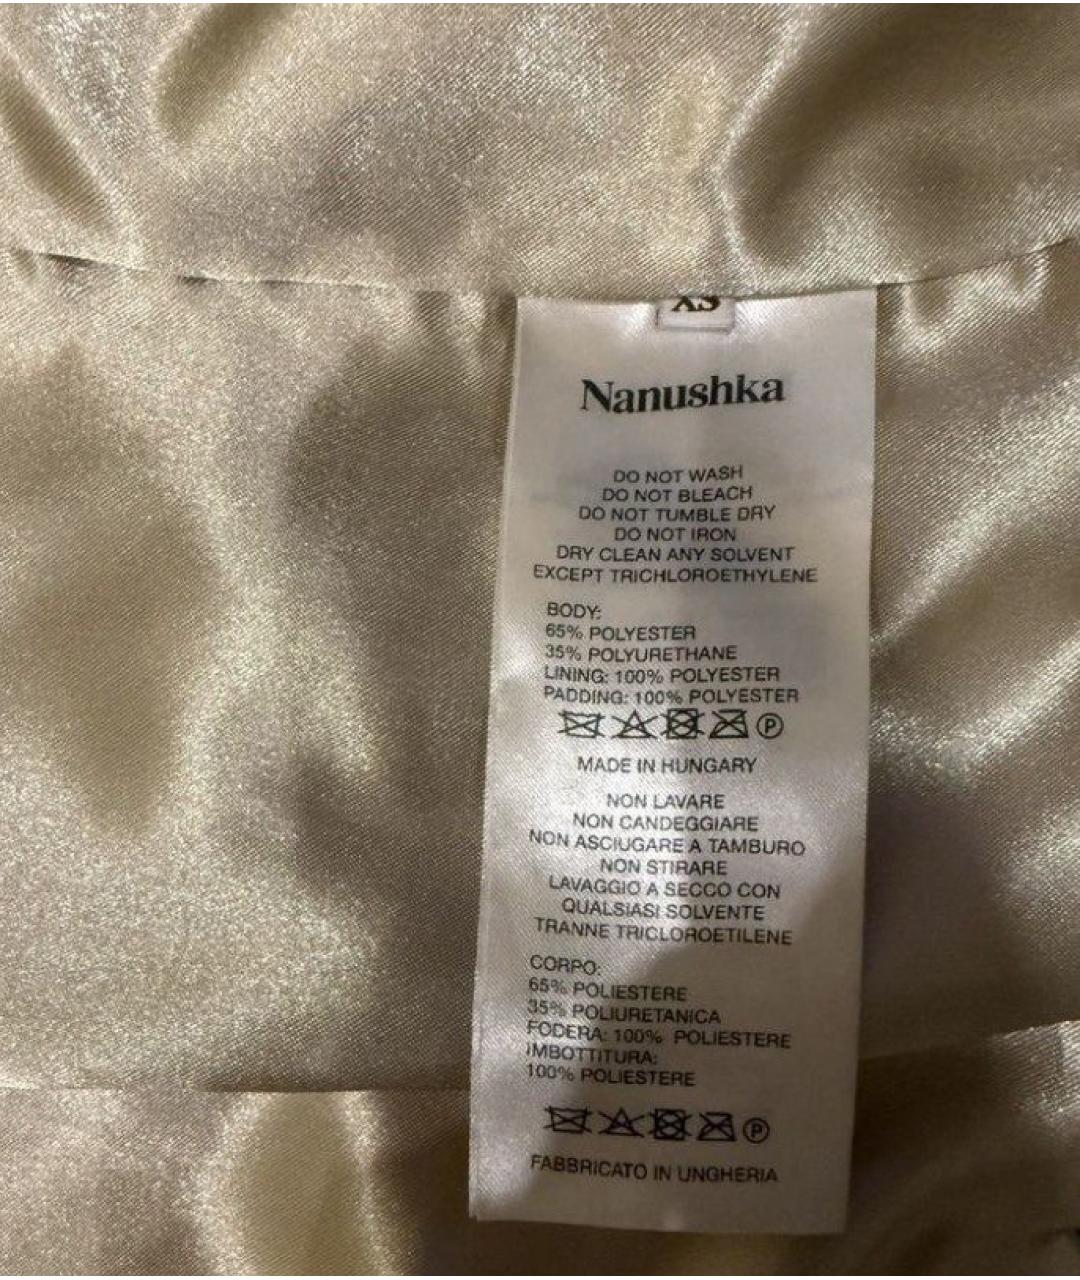 XS
Nanushka
DO NOT WASH
DO NOT BLEACH
DO NOT TUMBLE DRY
DO NOT IRON
DRY CLEAN ANY SOLVENT
EXCEPT TRICHLOROETHYLENE
BODY:
65% POLYESTER
35% POLYURETHANE
LINING: 100% POLYESTER
PADDING: 100% POLYESTER
P
MADE IN HUNGARY
NON LAVARE
NON CANDEGGIARE
NON ASCIUGARE A TAMBURO
NON STIRARE
LAVAGGIO A SECCO CON
QUALSIASI SOLVENTE
TRANNE TRICLOROETILENE
CORPO:
65% POLIESTERE
35% POLIURETANICA
FODERA: 100% POLIESTERE
IMBOTTITURA:
100% POLIESTERE
P
FABBRICATO IN UNGHERIA